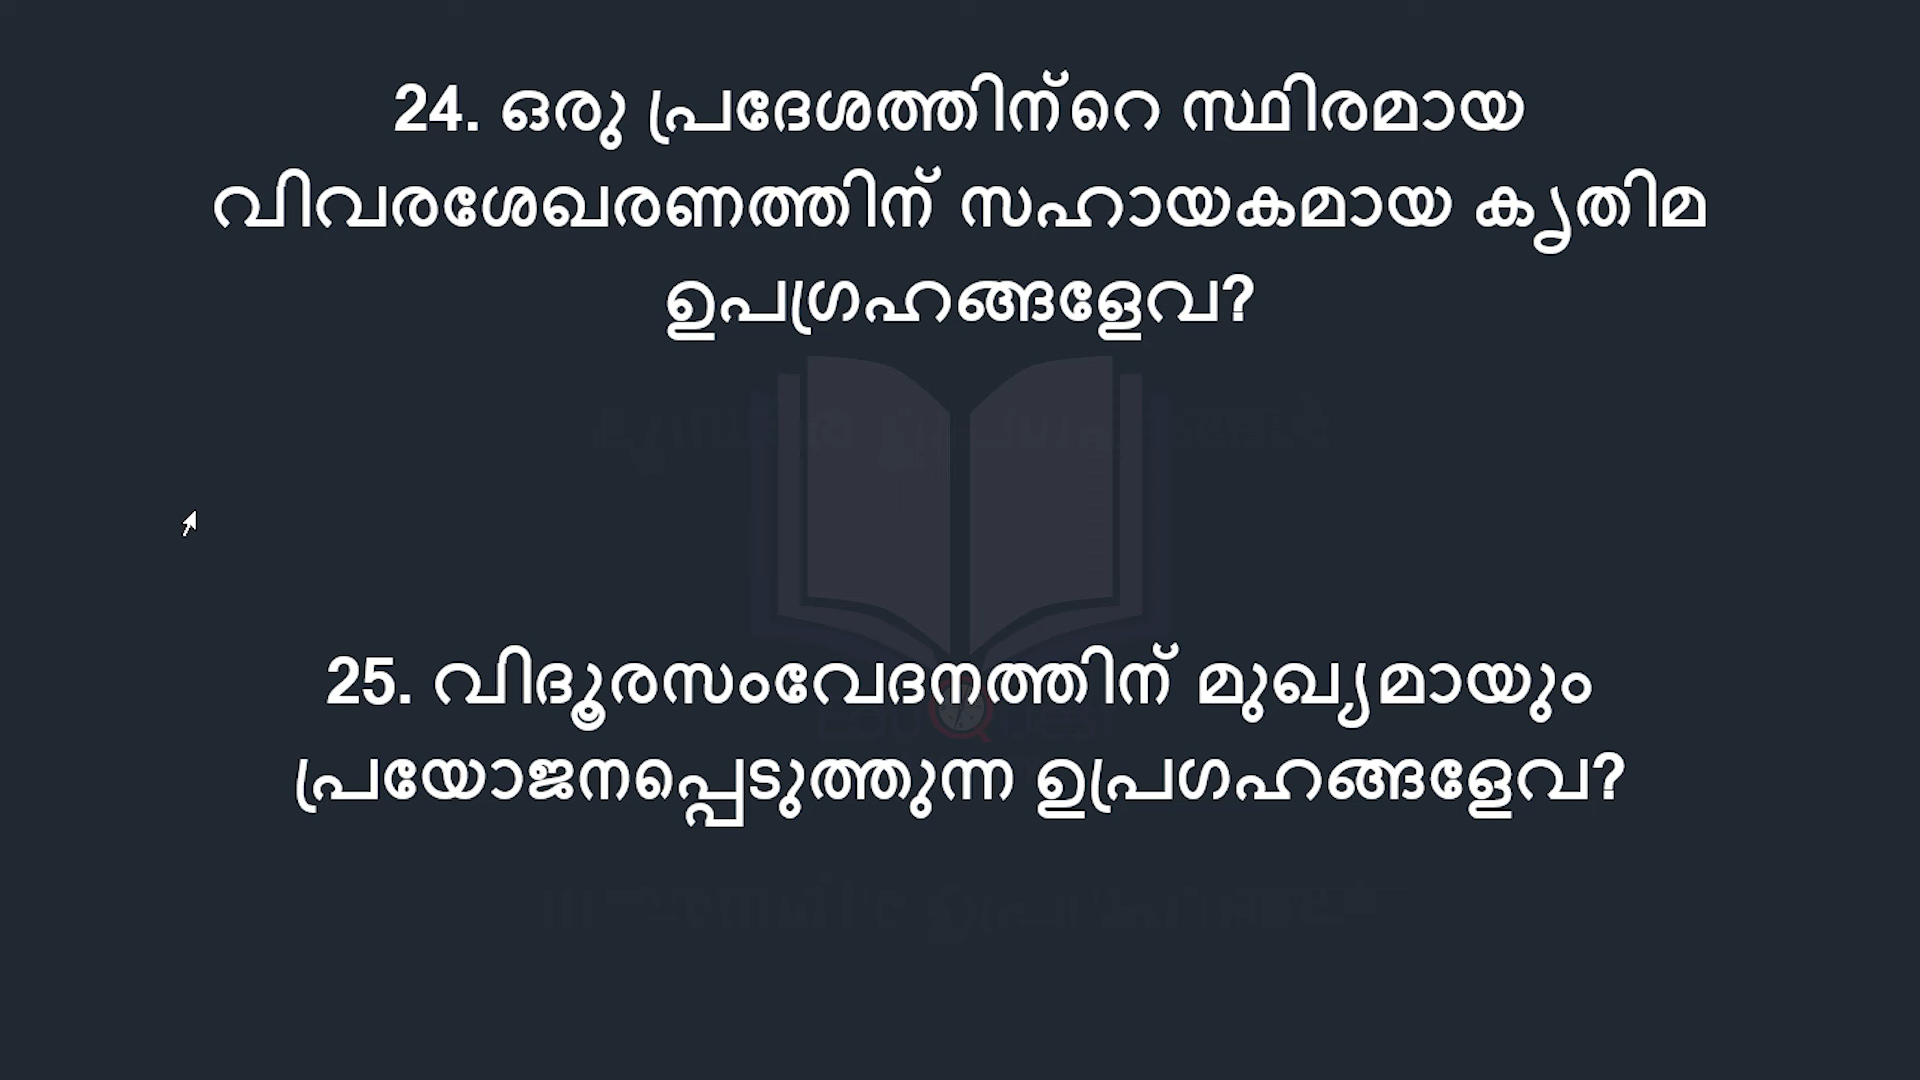 24. ഒരു പ്രദേശത്തിന്റെ സ്ഥിരമായ
വിവരശേഖരണത്തിന് സഹായകമായ കൃതിമ
ഉപഗ്രഹങ്ങളേവ?
25. വിദൂരസംവേദനത്തിന് മുഖ്യമായും
പ്രയോജനപ്പെടുത്തുന്ന ഉപ്രഗഹങ്ങളേവ?